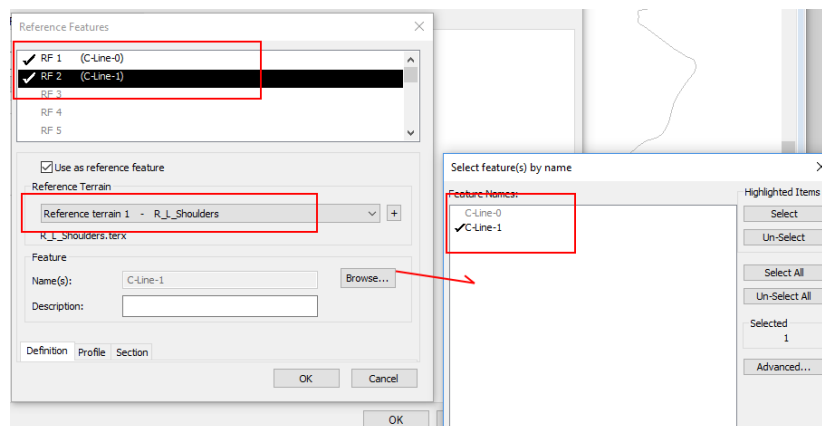 Reference Features
RF 1 (C-Line-0)
RF 2 (C-Line-1)
RF 3
RF 4
RF 5
Use as reference feature
Reference Terrain
Reference terrain 1 - R_L_Shoulders
+
R_L_Shoulders.terx
Feature
Name(s): C-Line-1 Browse...
Description:
Definition Profile Section
OK Cancel
OK
Select feature(s) by name
Feature Names: Highlighted Items
C-Line-0
C-Line-1
Select
Un-Select
Select All
Un-Select All
Selected
1
Advanced...